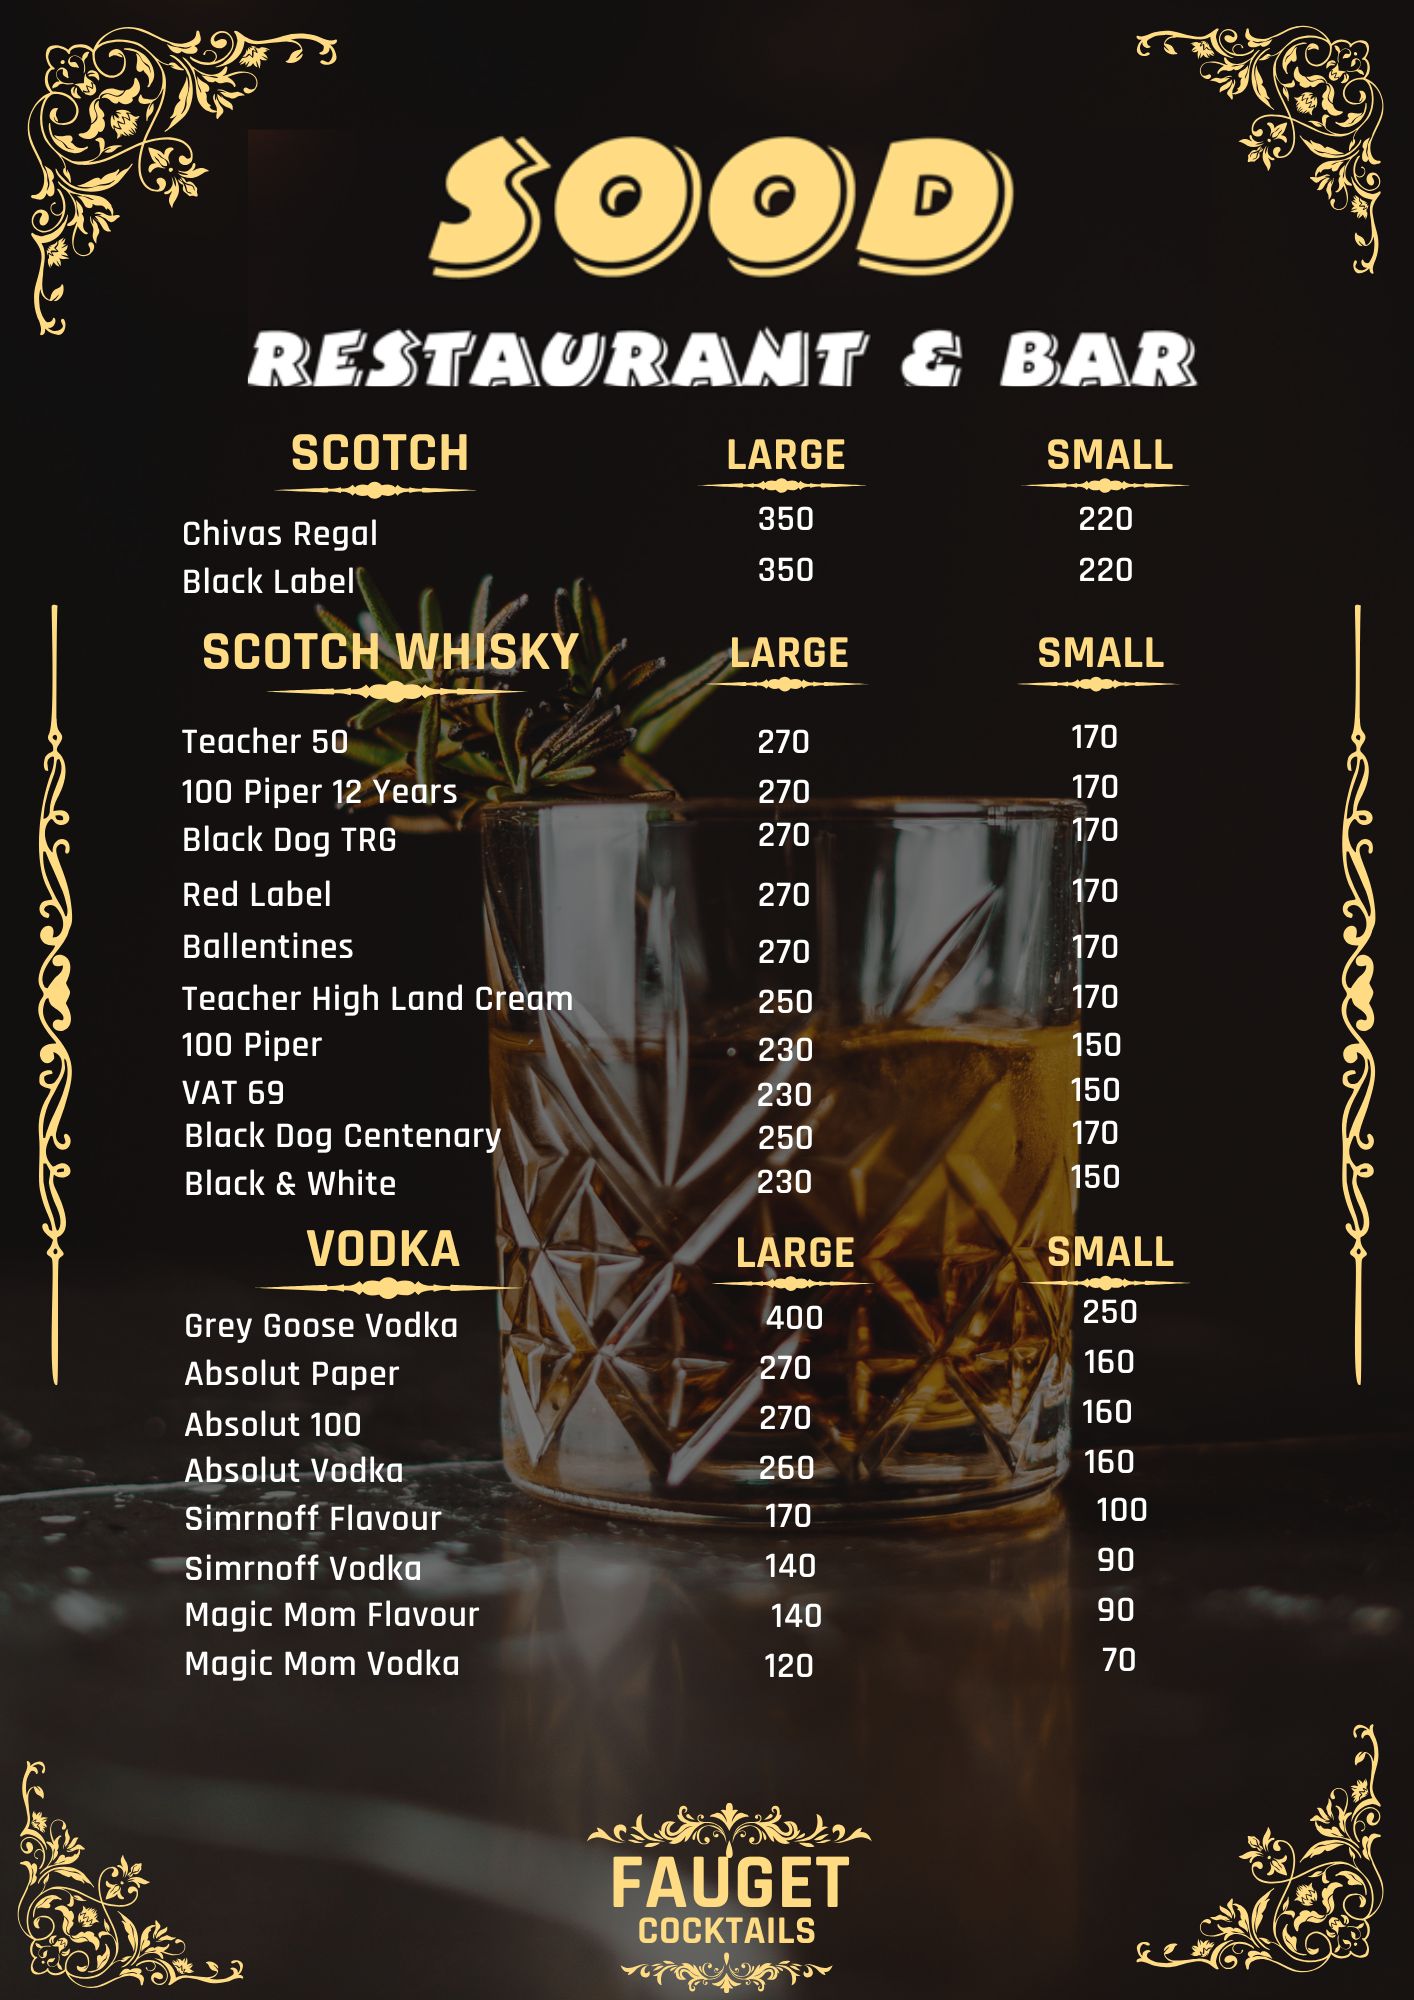 SOOD
RESTAURANT & BAR
SCOTCH LARGE SMALL
Chivas Regal 350 220
Black Label 350 220
SCOTCH WHISKY LARGE SMALL
Teacher 50 270 170
100 Piper 12 Years 270 170
Black Dog TRG 270 170
Red Label 270 170
Ballentines 270 170
Teacher High Land Cream 250 170
100 Piper 230 150
VAT 69 230 150
Black Dog Centenary 250 170
Black & White 230 150
VODKA LARGE SMALL
Grey Goose Vodka 400 250
Absolut Paper 270 160
Absolut 100 270 160
Absolut Vodka 260 160
Simrnoff Flavour 170 100
Simrnoff Vodka 140 90
Magic Mom Flavour 140 90
Magic Mom Vodka 120 70
FAUGET
COCKTAILS